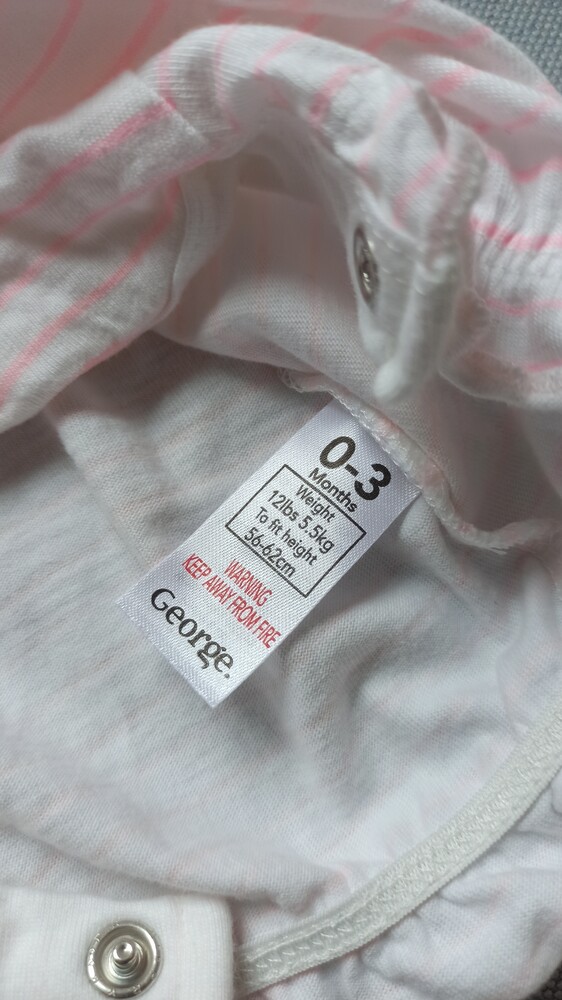 0-3
Months
Weight
12lbs 5.5kg
To fit height
56-62cm
WARNING
KEEP AWAY FROM FIRE
George.